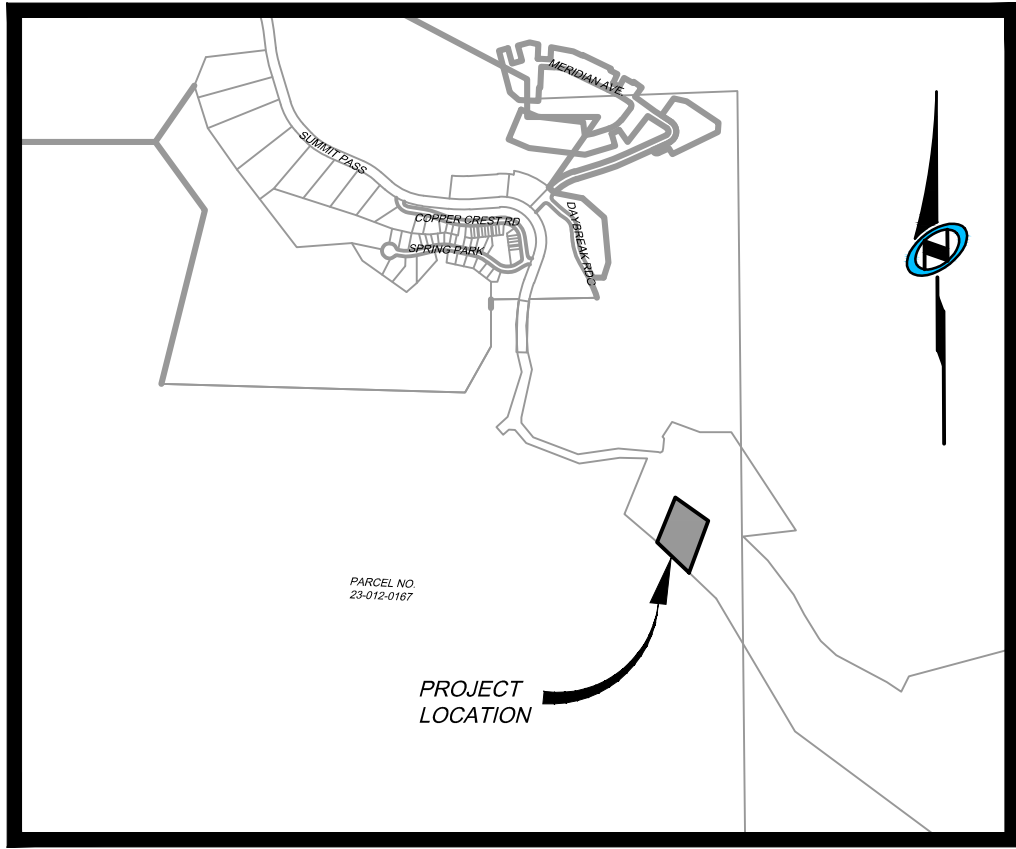 MERIDIAN AVE.
SUMMIT PASS
COPPER CREST RD
DAYBREAK RDG
SPRING PARK
N
PARCEL NO.
23-012-0167
PROJECT
LOCATION